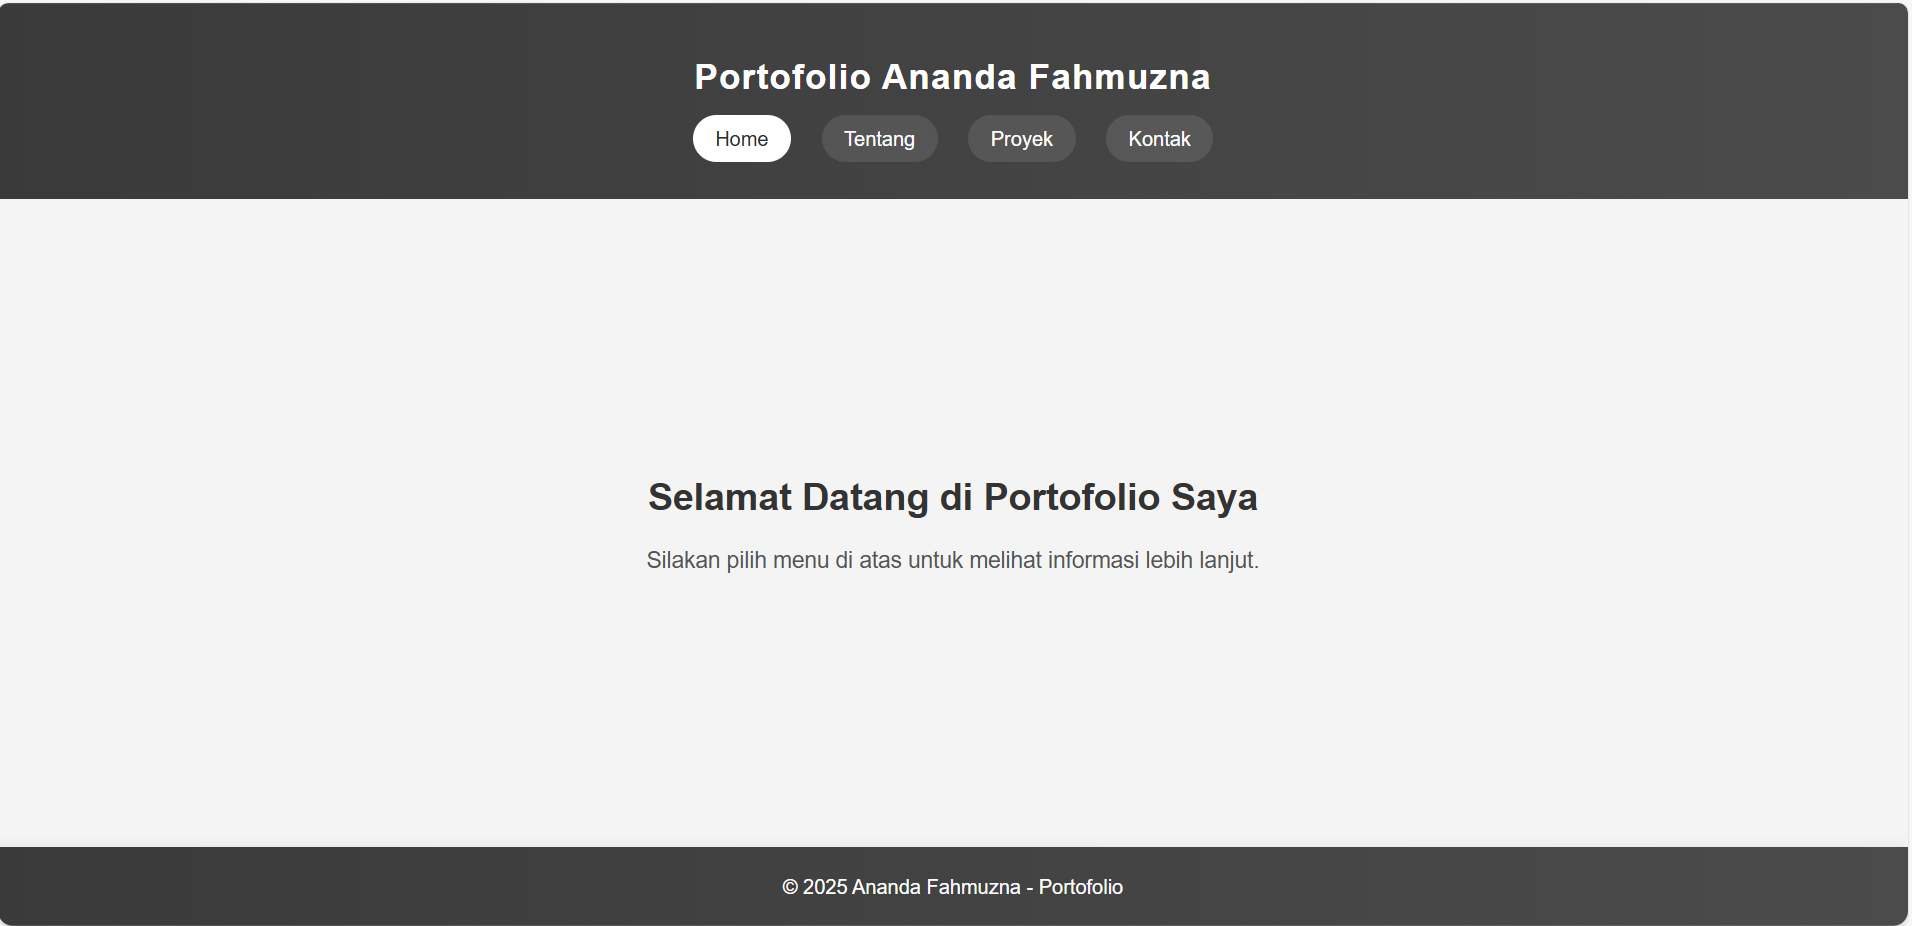 Portofolio Ananda Fahmuzna
Home Tentang Proyek Kontak
Selamat Datang di Portofolio Saya
Silakan pilih menu di atas untuk melihat informasi lebih lanjut.
© 2025 Ananda Fahmuzna - Portofolio